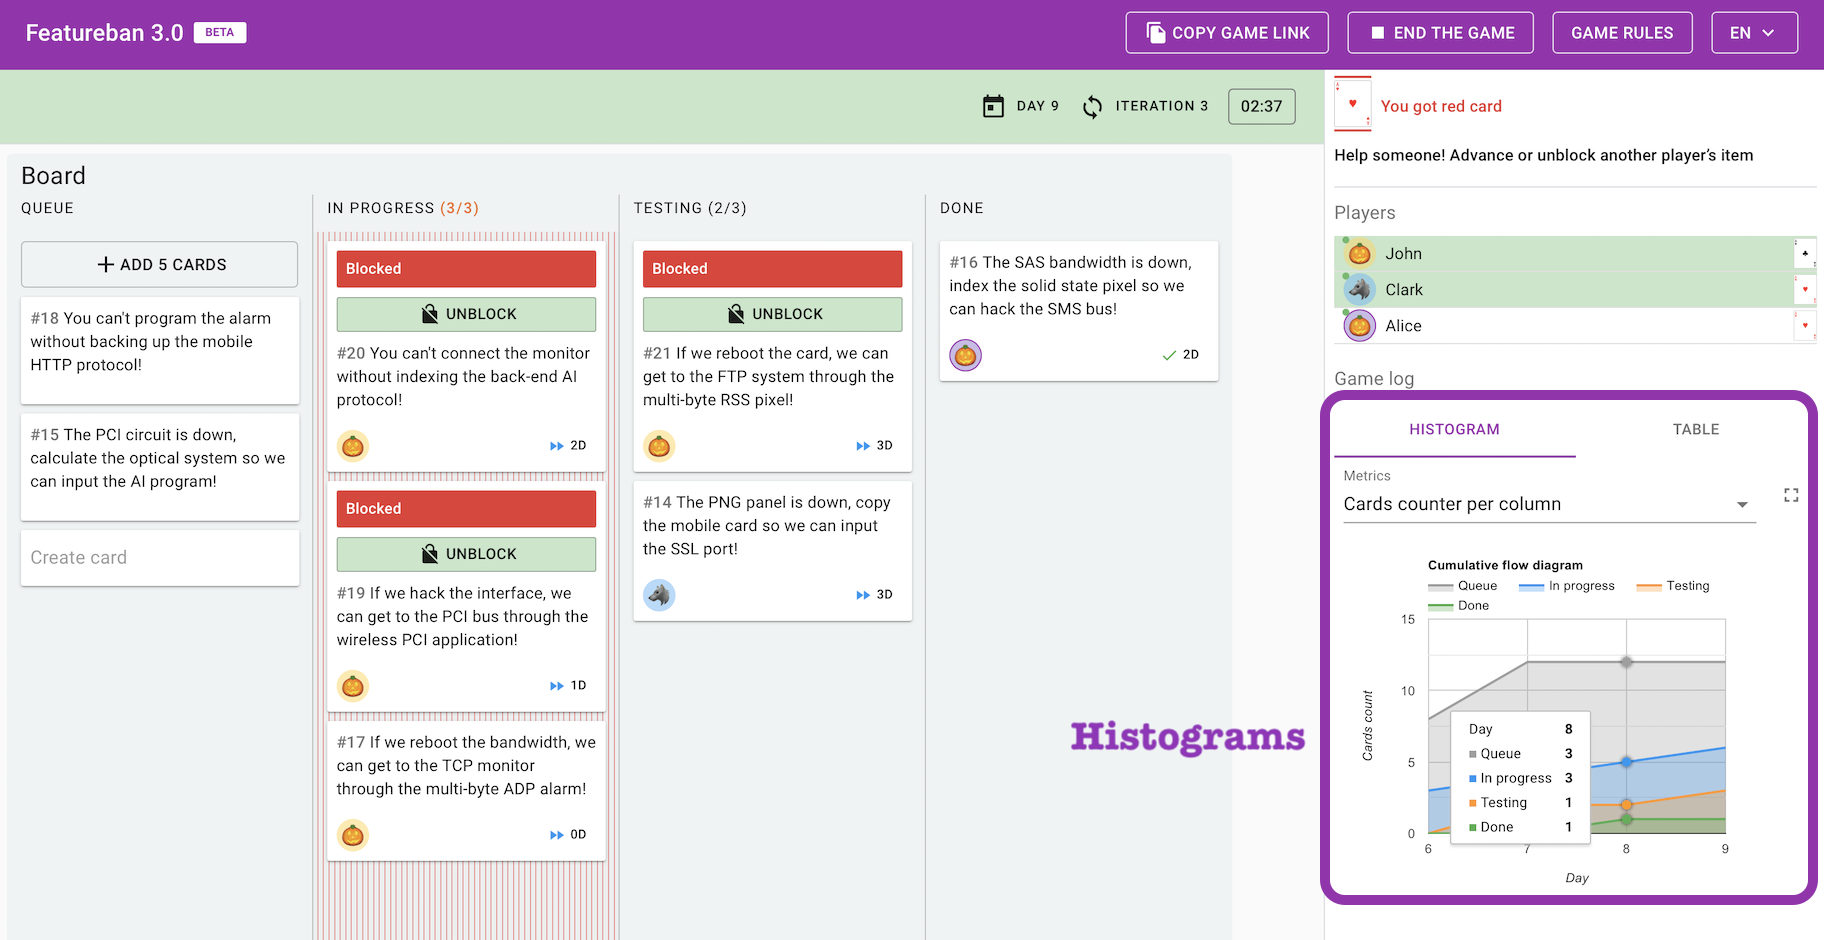 Featureban 3.0 BETA
COPY GAME LINK
END THE GAME
GAME RULES
EN
DAY 9
ITERATION 3
02:37
Board
QUEUE
ADD 5 CARDS
#18 You can't program the alarm
without backing up the mobile
HTTP protocol!
#15 The PCI circuit is down,
calculate the optical system so we
can input the AI program!
Create card
IN PROGRESS (3/3)
Blocked
UNBLOCK
#20 You can't connect the monitor
without indexing the back-end AI
protocol!
2D
Blocked
UNBLOCK
#19 If we hack the interface, we
can get to the PCI bus through the
wireless PCI application!
1D
#17 If we reboot the bandwidth, we
can get to the TCP monitor
through the multi-byte ADP alarm!
0D
TESTING (2/3)
Blocked
UNBLOCK
#21 If we reboot the card, we can
get to the FTP system through the
multi-byte RSS pixel!
3D
#14 The PNG panel is down, copy
the mobile card so we can input
the SSL port!
3D
DONE
#16 The SAS bandwidth is down,
index the solid state pixel so we
can hack the SMS bus!
2D
Histograms
You got red card
Help someone! Advance or unblock another player’s item
Players
John
Clark
Alice
Game log
HISTOGRAM
TABLE
Metrics
Cards counter per column
Cumulative flow diagram
Queue
In progress
Testing
Done
15
10
5
0
Cards count
Day 8
Queue 3
In progress 3
Testing 1
Done 1
6
7
8
9
Day